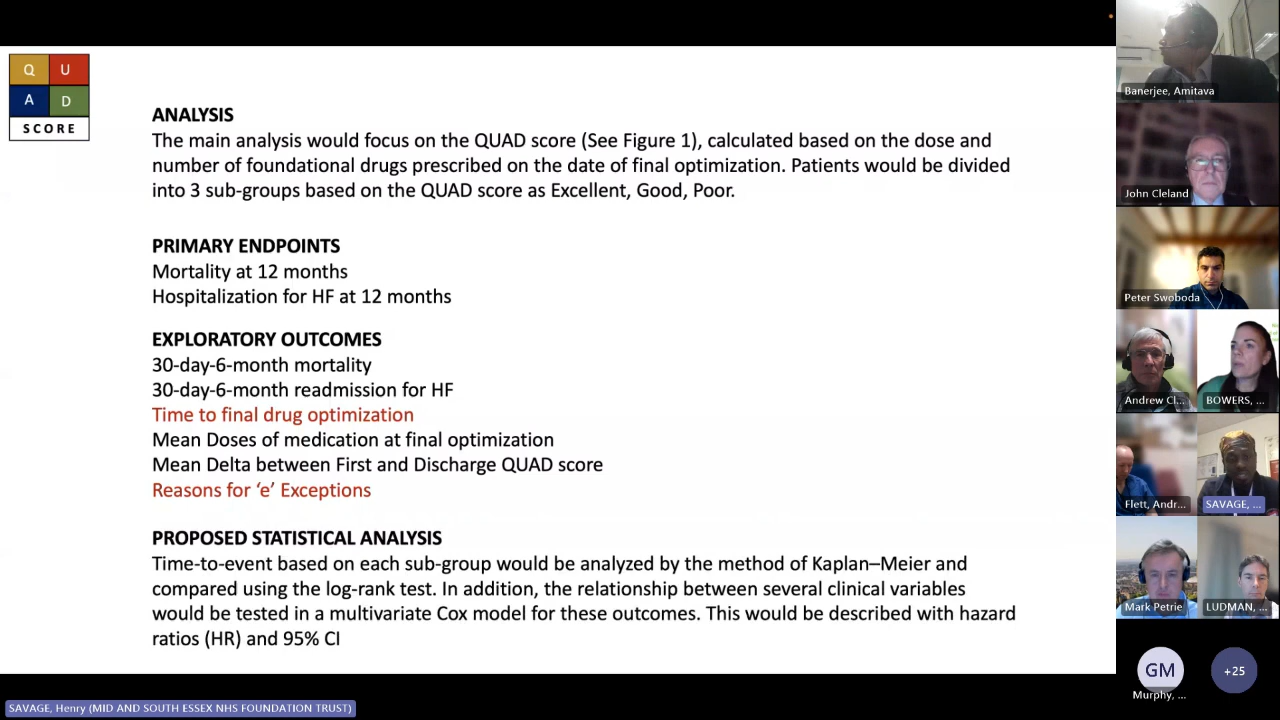 Q U
A D
SCORE
ANALYSIS
The main analysis would focus on the QUAD score (See Figure 1), calculated based on the dose and
number of foundational drugs prescribed on the date of final optimization. Patients would be divided
into 3 sub-groups based on the QUAD score as Excellent, Good, Poor.
PRIMARY ENDPOINTS
Mortality at 12 months
Hospitalization for HF at 12 months
EXPLORATORY OUTCOMES
30-day-6-month mortality
30-day-6-month readmission for HF
Time to final drug optimization
Mean Doses of medication at final optimization
Mean Delta between First and Discharge QUAD score
Reasons for ‘e’ Exceptions
PROPOSED STATISTICAL ANALYSIS
Time-to-event based on each sub-group would be analyzed by the method of Kaplan–Meier and
compared using the log-rank test. In addition, the relationship between several clinical variables
would be tested in a multivariate Cox model for these outcomes. This would be described with hazard
ratios (HR) and 95% CI
Banerjee, Amitava
John Cleland
Peter Swoboda
Andrew Cl...
BOWERS, ...
Flett, Andr...
SAVAGE, ...
Mark Petrie
LUDMAN, ...
GM
+25
Murphy, ...
SAVAGE, Henry (MID AND SOUTH ESSEX NHS FOUNDATION TRUST)